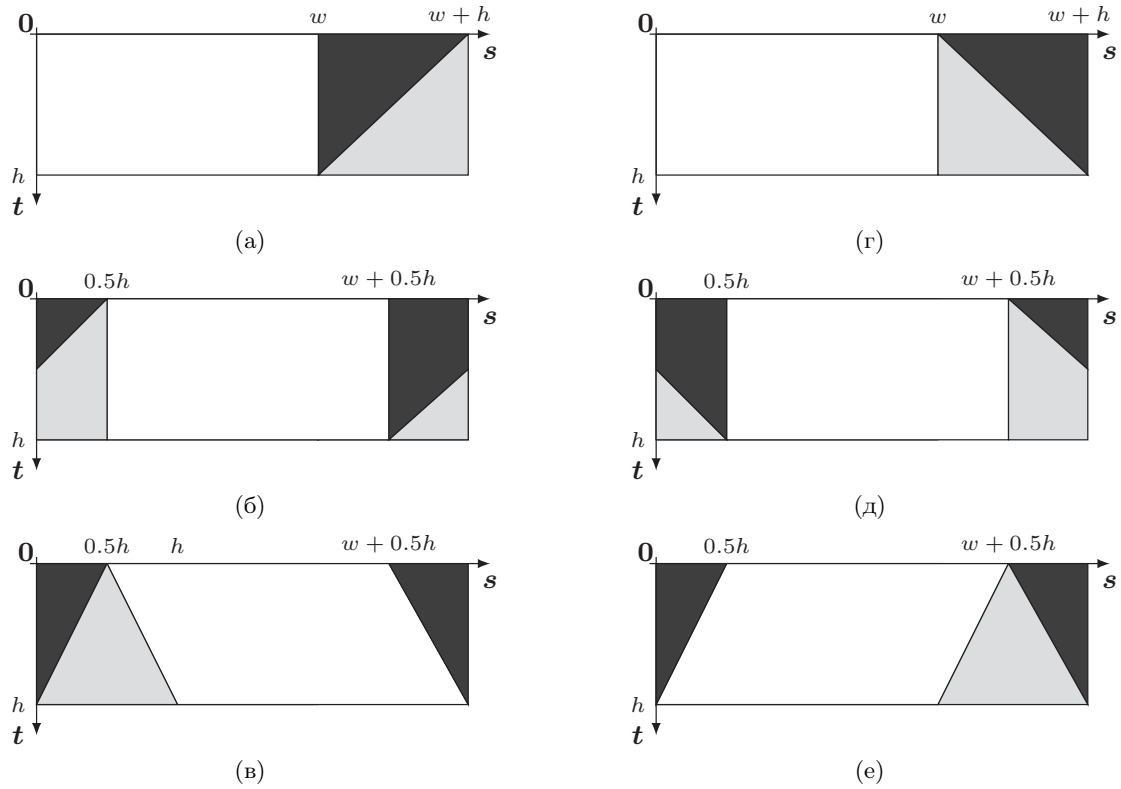 0 w w + h s
h
t
(а)
0 w w + h s
h
t
(г)
0 0.5h w + 0.5h s
h
t
(б)
0 0.5h w + 0.5h s
h
t
(д)
0 0.5h h w + 0.5h s
h
t
(в)
0 0.5h w + 0.5h s
h
t
(е)